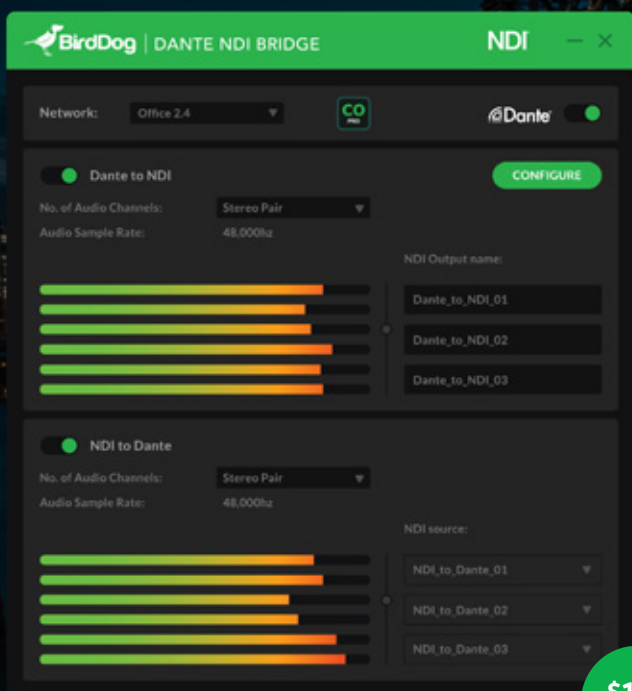 BirdDog | DANTE NDI BRIDGE NDI
Network: Office 2.4 CO Dante
PRO
Dante to NDI CONFIGURE
No. of Audio Channels: Stereo Pair
Audio Sample Rate: 48,000hz
NDI Output name:
Dante_to_NDI_01
Dante_to_NDI_02
Dante_to_NDI_03
NDI to Dante
No. of Audio Channels: Stereo Pair
Audio Sample Rate: 48,000hz
NDI source:
NDI_to_Dante_01
NDI_to_Dante_02
NDI_to_Dante_03